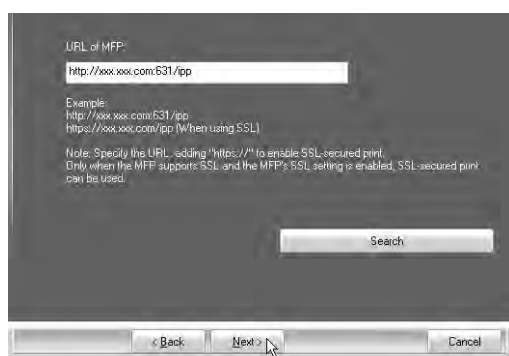 URL of MFP:
http://xxx.xxx.com:631/ipp
Example:
http://xxx.xxx.com:631/ipp
https://xxx.xxx.com/ipp (When using SSL)
Note: Specify the URL, adding "https://" to enable SSL-secured print.
Only when the MFP supports SSL and the MFP's SSL setting is enabled, SSL-secured print
can be used.
Search
< Back Next > Cancel